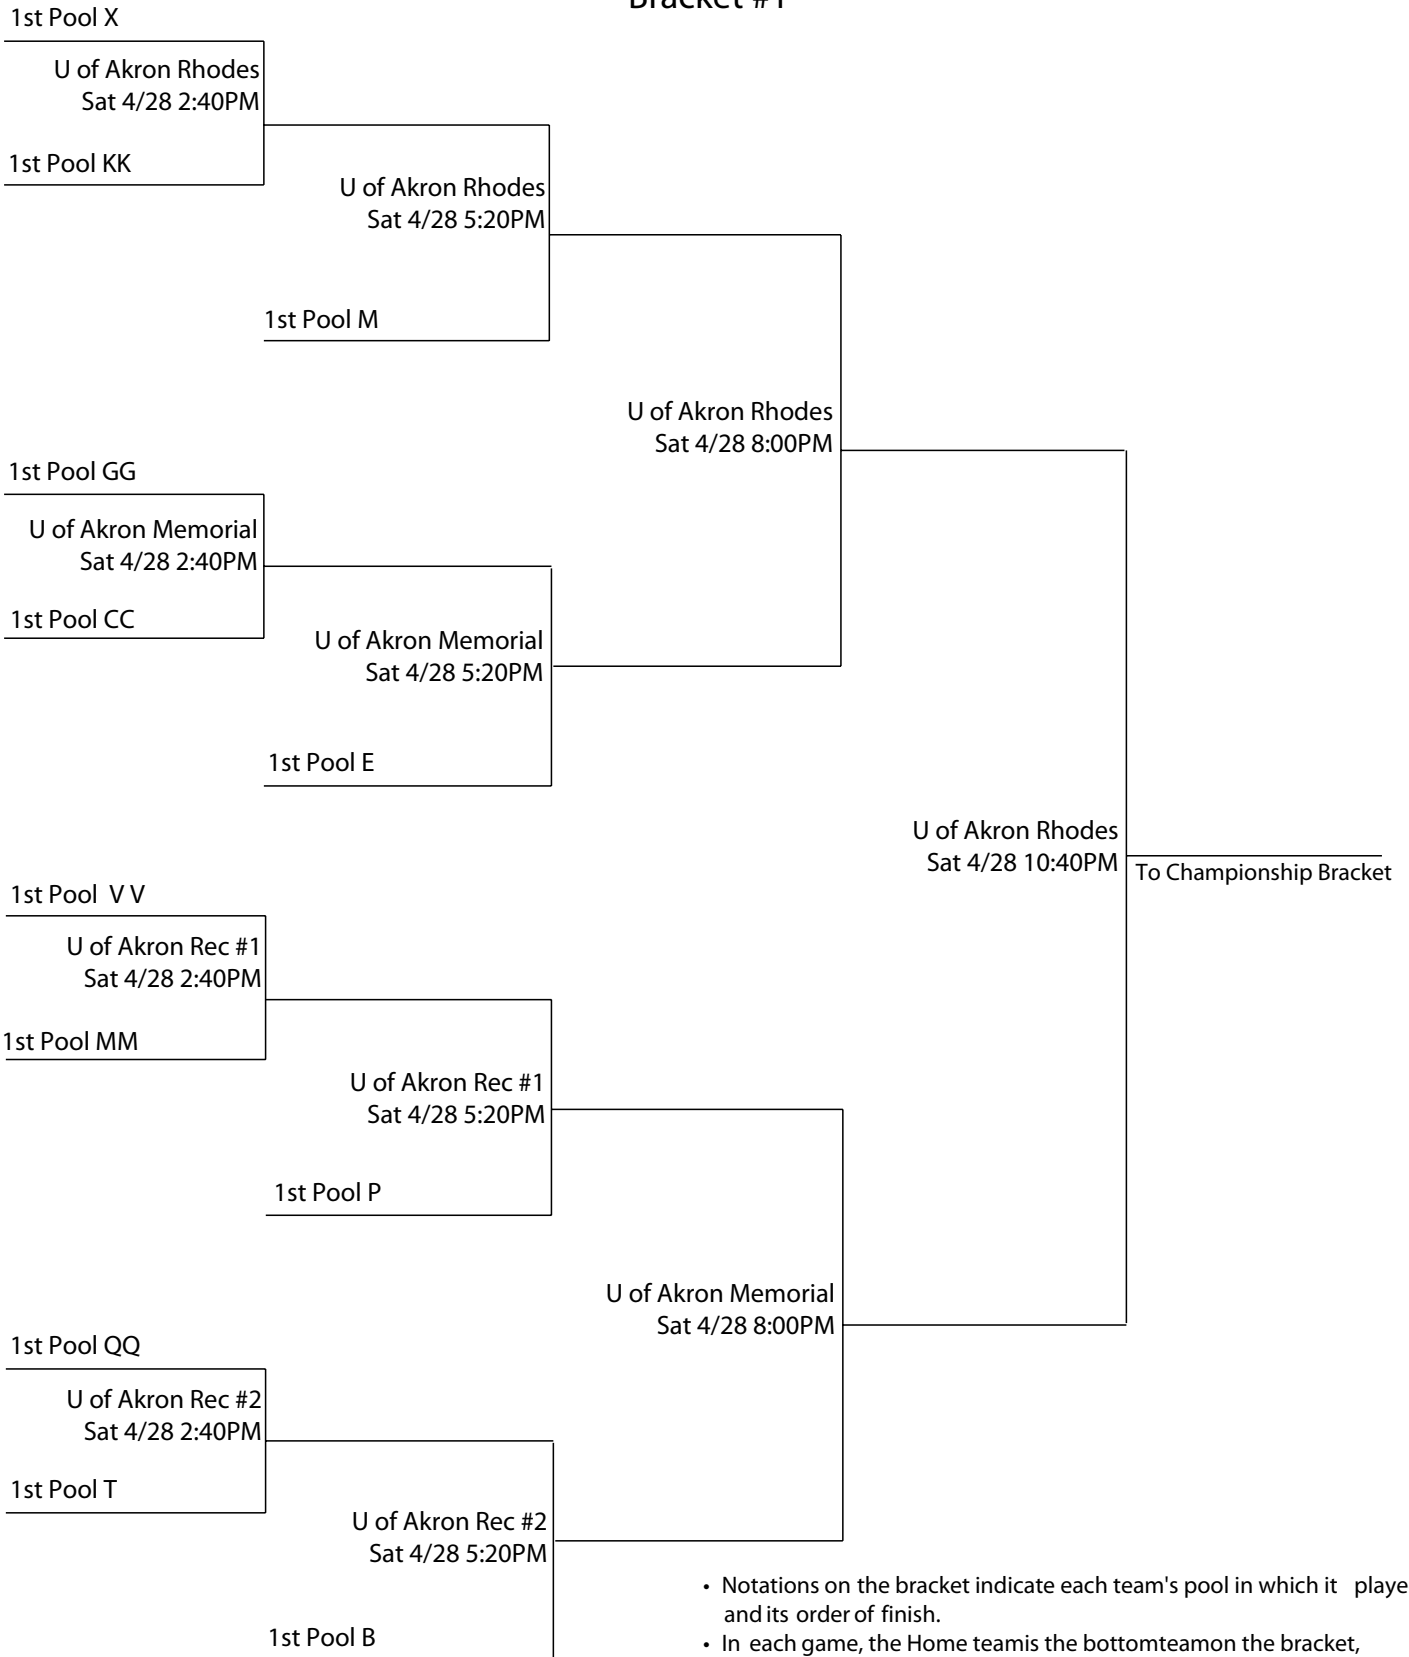 Bracket #1
1st Pool X
U of Akron Rhodes
Sat 4/28 2:40PM
1st Pool KK
U of Akron Rhodes
Sat 4/28 5:20PM
1st Pool M
U of Akron Rhodes
Sat 4/28 8:00PM
1st Pool GG
U of Akron Memorial
Sat 4/28 2:40PM
1st Pool CC
U of Akron Memorial
Sat 4/28 5:20PM
1st Pool E
U of Akron Rhodes
Sat 4/28 10:40PM
To Championship Bracket
1st Pool V V
U of Akron Rec #1
Sat 4/28 2:40PM
1st Pool MM
U of Akron Rec #1
Sat 4/28 5:20PM
1st Pool P
U of Akron Memorial
Sat 4/28 8:00PM
1st Pool QQ
U of Akron Rec #2
Sat 4/28 2:40PM
1st Pool T
U of Akron Rec #2
Sat 4/28 5:20PM
1st Pool B
• Notations on the bracket indicate each team's pool in which it playe
and its order of finish.
• In each game, the Home teamis the bottomteamon the bracket,